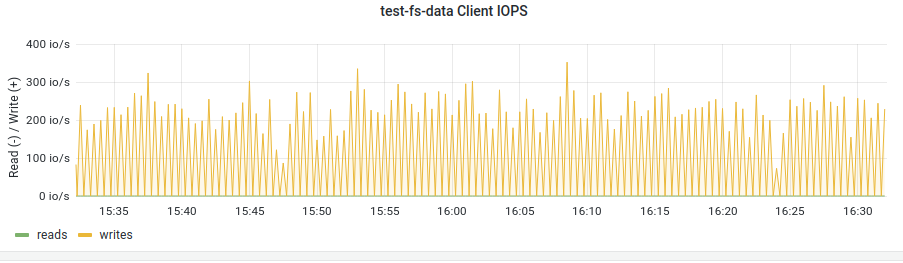 test-fs-data Client IOPS
Read (-) / Write (+)
400 io/s
300 io/s
200 io/s
100 io/s
0 io/s
15:35 15:40 15:45 15:50 15:55 16:00 16:05 16:10 16:15 16:20 16:25 16:30
reads writes